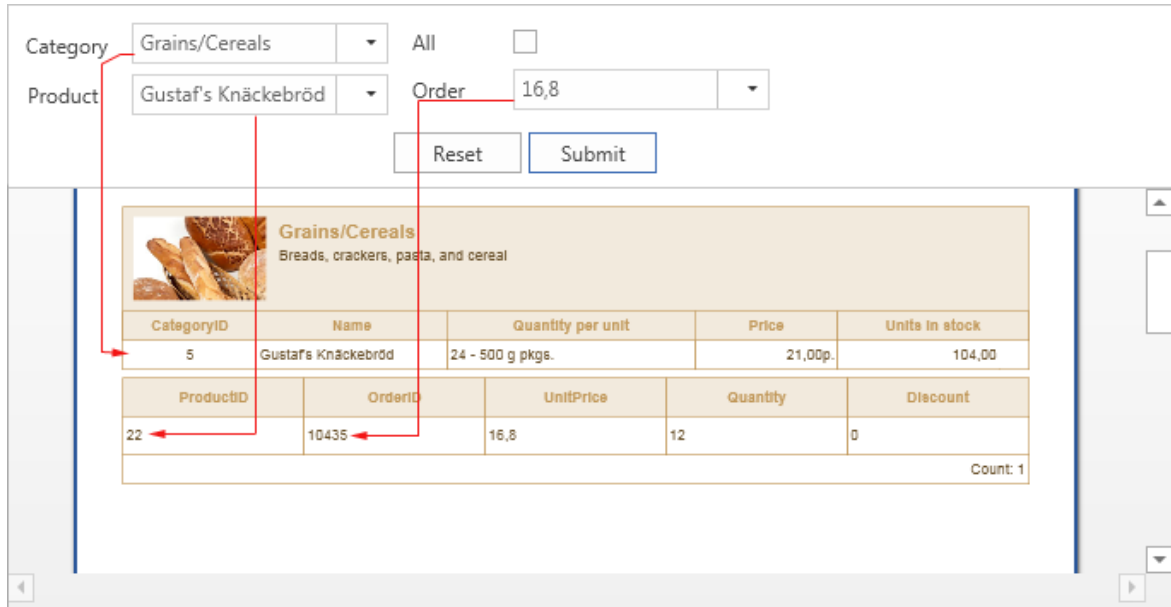 Category Grains/Cereals All
Product Gustaf's Knäckebröd Order 16,8
Reset Submit
Grains/Cereals
Breads, crackers, pasta, and cereal
CategoryID Name Quantity per unit Price Units in stock
5 Gustaf's Knäckebröd 24 - 500 g pkgs. 21,00p. 104,00
ProductID OrderID UnitPrice Quantity Discount
22 10435 16,8 12 0
Count: 1